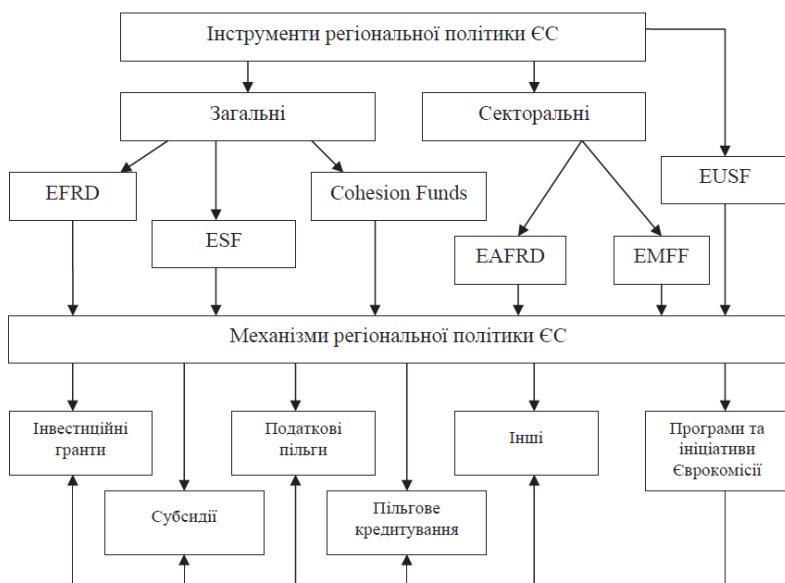 Інструменти регіональної політики ЄС
Загальні
Секторальні
EFRD
Cohesion Funds
EUSF
ESF
EAFRD
EMFF
Механізми регіональної політики ЄС
Інвестиційні
гранти
Податкові
пільги
Інші
Програми та
ініціативи
Єврокомісії
Субсидії
Пільгове
кредитування